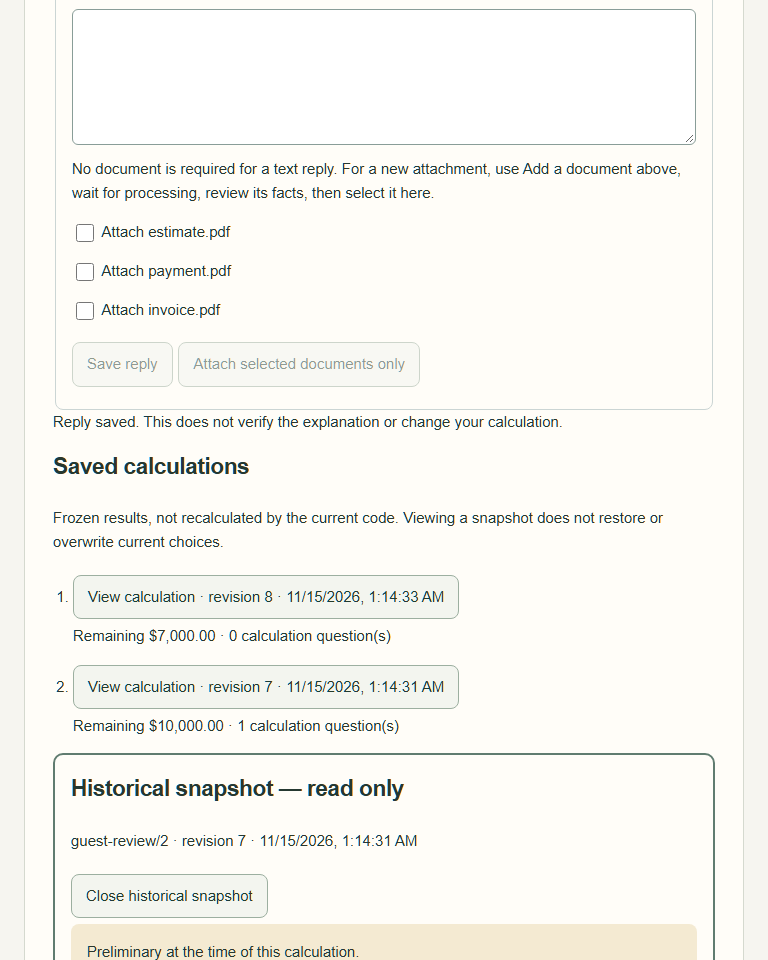 No document is required for a text reply. For a new attachment, use Add a document above,
wait for processing, review its facts, then select it here.
Attach estimate.pdf
Attach payment.pdf
Attach invoice.pdf
Save reply Attach selected documents only
Reply saved. This does not verify the explanation or change your calculation.
Saved calculations
Frozen results, not recalculated by the current code. Viewing a snapshot does not restore or
overwrite current choices.
1. View calculation · revision 8 · 11/15/2026, 1:14:33 AM
Remaining $7,000.00 · 0 calculation question(s)
2. View calculation · revision 7 · 11/15/2026, 1:14:31 AM
Remaining $10,000.00 · 1 calculation question(s)
Historical snapshot — read only
guest-review/2 · revision 7 · 11/15/2026, 1:14:31 AM
Close historical snapshot
Preliminary at the time of this calculation.